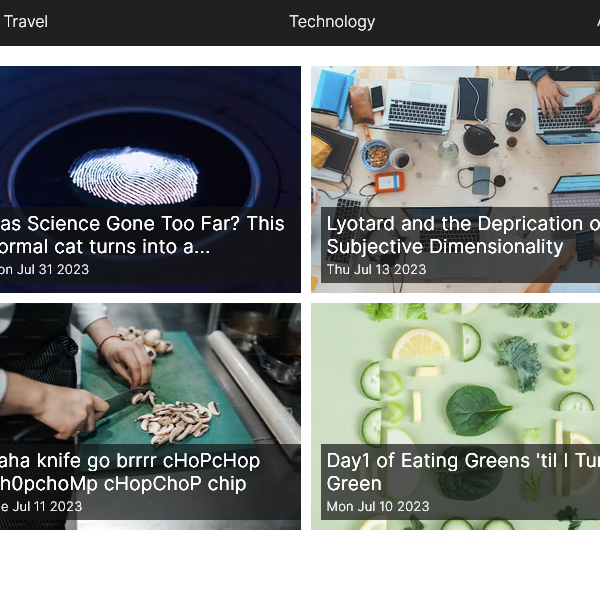 Travel Technology
as Science Gone Too Far? This
ormal cat turns into a...
on Jul 31 2023
Lyotard and the Deprication o
Subjective Dimensionality
Thu Jul 13 2023
aha knife go brrrr cHoPcHop
h0pchoMp cHopChoP chip
e Jul 11 2023
Day1 of Eating Greens 'til I Tu
Green
Mon Jul 10 2023